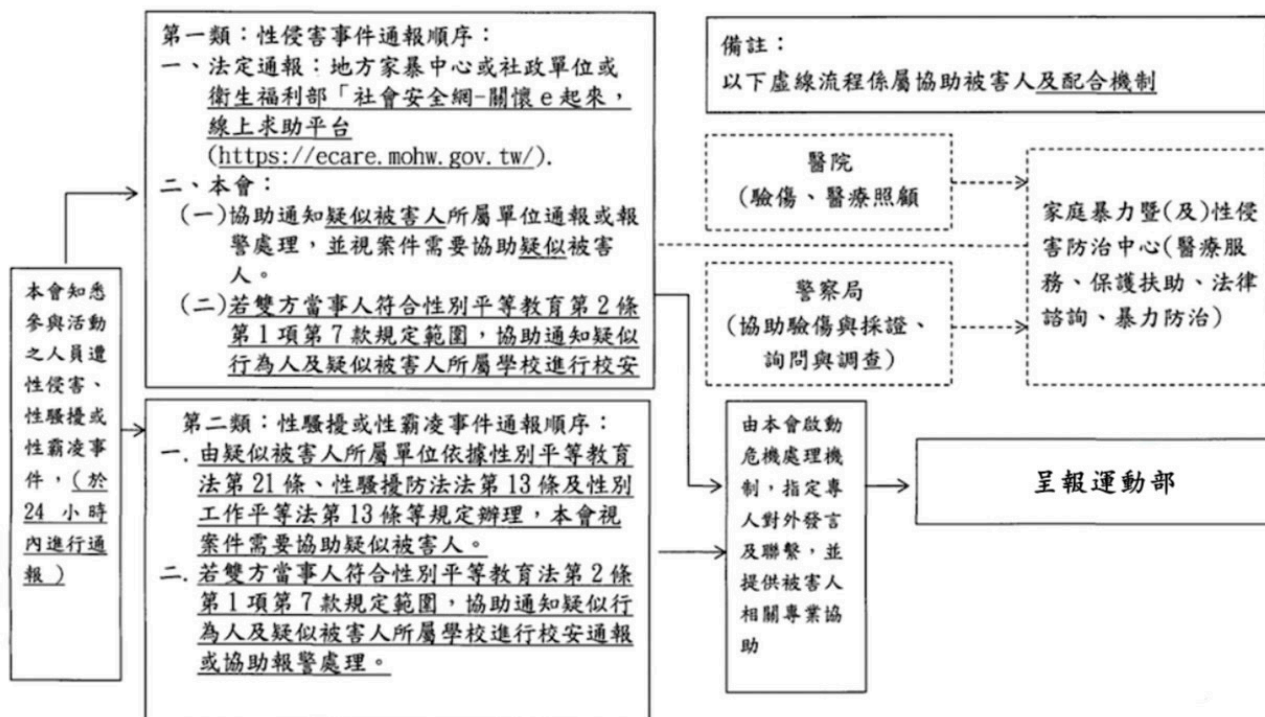 本會知悉
參與活動
之人員遭
性侵害、
性騷擾或
性霸凌事
件，(於
24 小時
內進行通
報)
第一類：性侵害事件通報順序：
一、法定通報：地方家暴中心或社政單位或
衛生福利部「社會安全網-關懷 e 起來，
線上求助平台
(https://ecare.mohw.gov.tw/).
二、本會：
(一)協助通知疑似被害人所屬單位通報或報
警處理，並視案件需要協助疑似被害
人。
(二)若雙方當事人符合性別平等教育第 2 條
第 1 項第 7 款規定範圍，協助通知疑似
行為人及疑似被害人所屬學校進行校安
第二類：性騷擾或性霸凌事件通報順序：
一. 由疑似被害人所屬單位依據性別平等教育
法第 21 條、性騷擾防法法第 13 條及性別
工作平等法第 13 條等規定辦理，本會視
案件需要協助疑似被害人。
二. 若雙方當事人符合性別平等教育法第 2 條
第 1 項第 7 款規定範圍，協助通知疑似行
為人及疑似被害人所屬學校進行校安通報
或協助報警處理。
備註：
以下虛線流程係屬協助被害人及配合機制
醫院
(驗傷、醫療照顧
警察局
(協助驗傷與採證、
詢問與調查)
家庭暴力暨(及)性侵
害防治中心(醫療服
務、保護扶助、法律
諮詢、暴力防治)
由本會啟動
危機處理機
制，指定專
人對外發言
及聯繫，並
提供被害人
相關專業協
助
呈報運動部